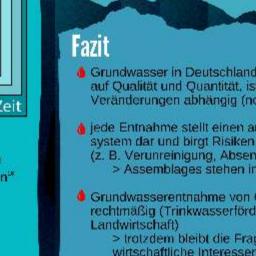 Fazit
Grundwasser in Deutschland
auf Qualität und Quantität, is
Veränderungen abhängig (no
Zeit
jede Entnahme stellt einen a
system dar und birgt Risiken
(z. B. Verunreinigung, Absen
> Assemblages stehen in
n"
Grundwasserentnahme von
rechtmäßig (Trinkwasserförd
Landwirtschaft)
> trotzdem bleibt die Frag
wirtschaftliche Interessen